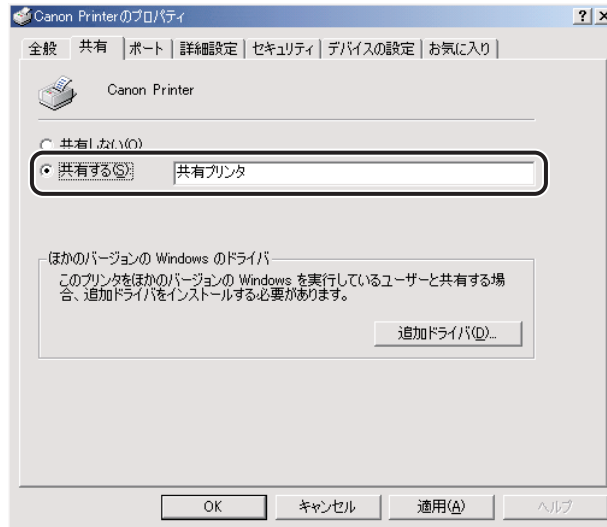 Canon Printerのプロパティ
全般 共有 ポート 詳細設定 セキュリティ デバイスの設定 お気に入り
Canon Printer
共有しない(O)
共有する(S) 共有プリンタ
ほかのバージョンの Windows のドライバ
このプリンタをほかのバージョンの Windows を実行しているユーザーと共有する場
合、追加ドライバをインストールする必要があります。
追加ドライバ(D)...
OK キャンセル 適用(A) ヘルプ